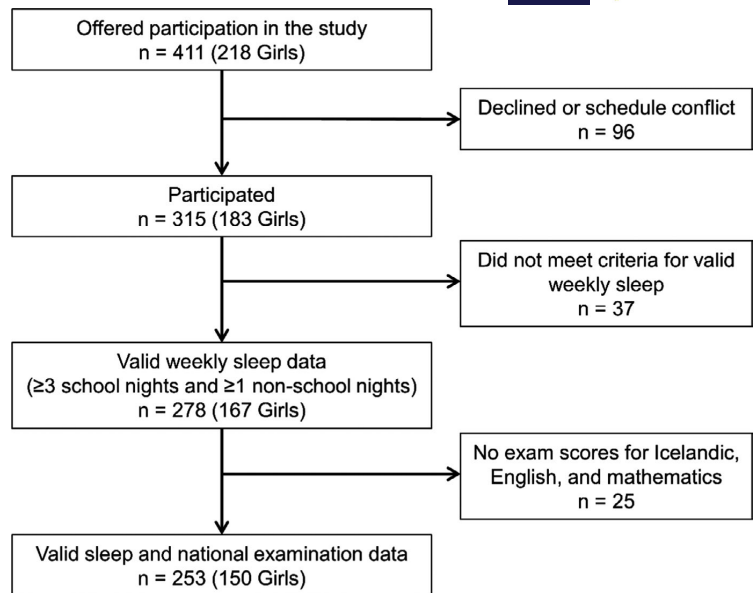 Offered participation in the study
n = 411 (218 Girls)
Declined or schedule conflict
n = 96
Participated
n = 315 (183 Girls)
Did not meet criteria for valid
weekly sleep
n = 37
Valid weekly sleep data
(≥3 school nights and ≥1 non-school nights)
n = 278 (167 Girls)
No exam scores for Icelandic,
English, and mathematics
n = 25
Valid sleep and national examination data
n = 253 (150 Girls)